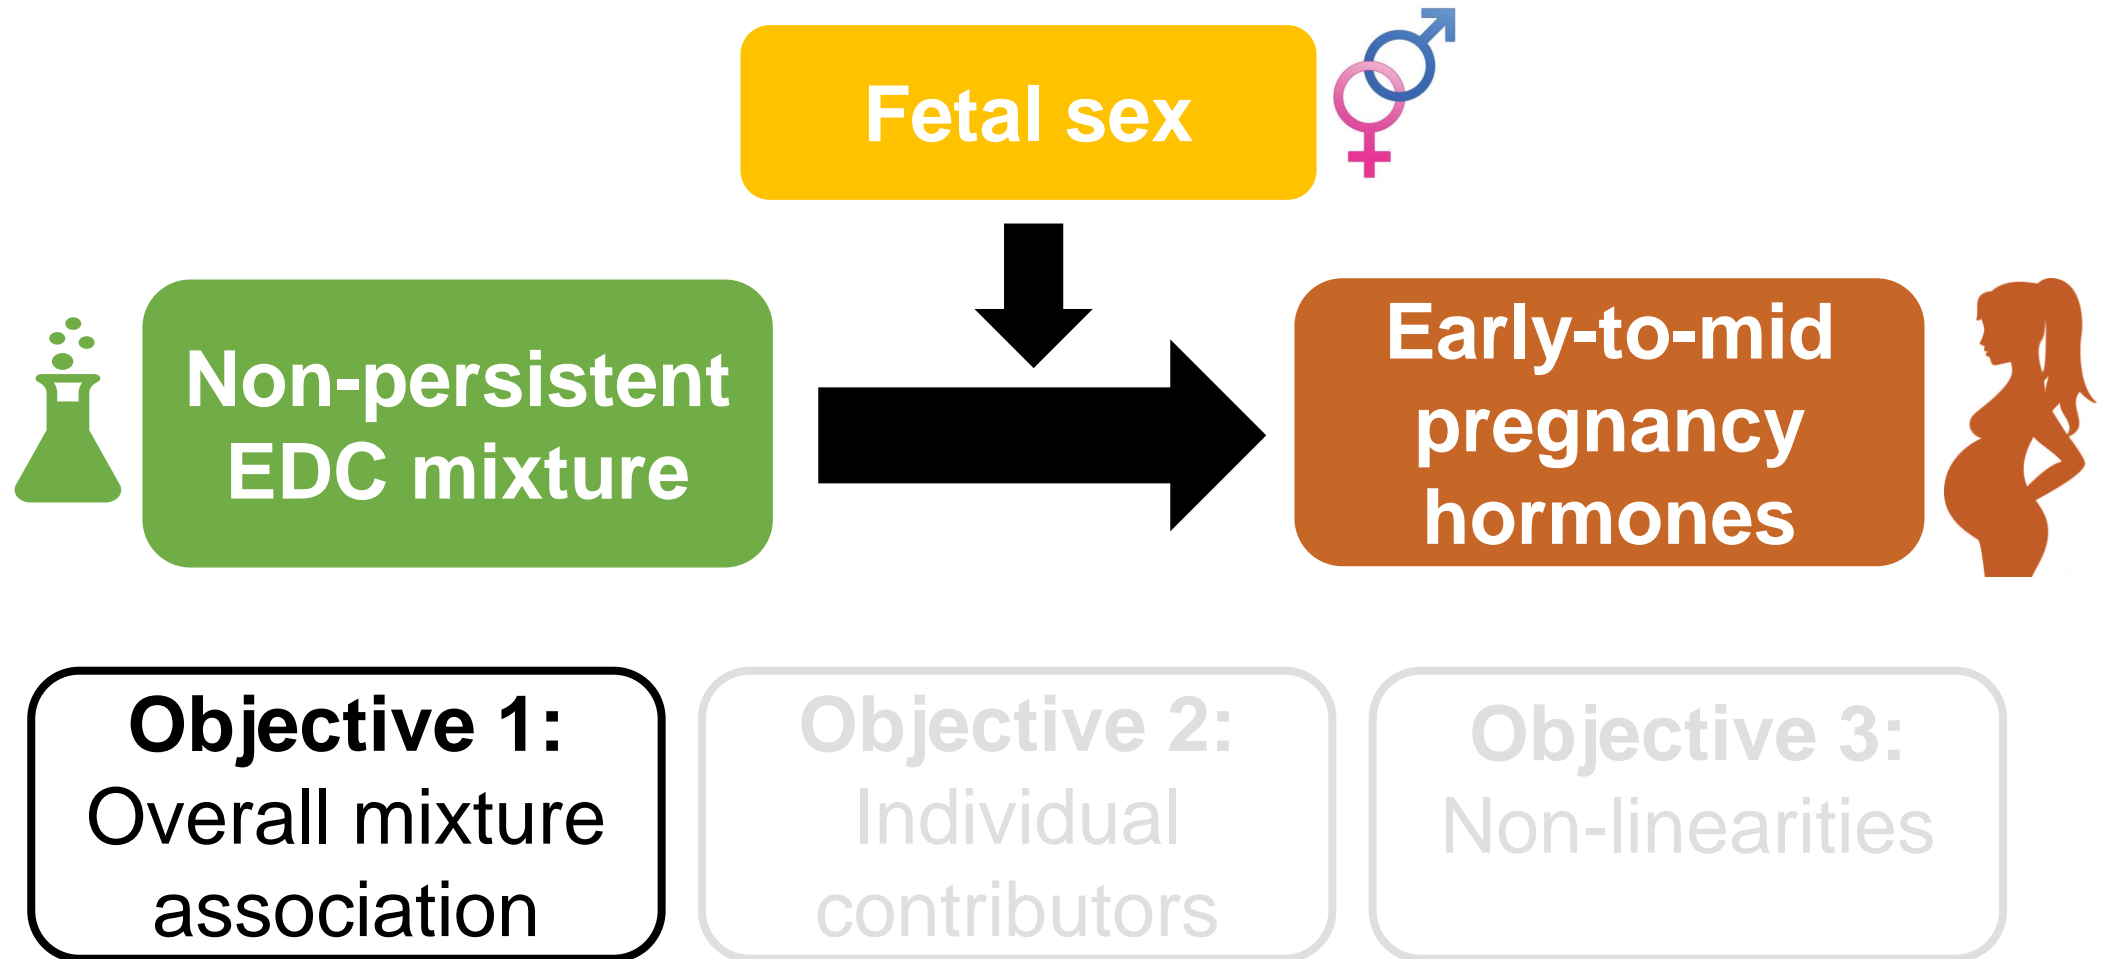 Fetal sex
Non-persistent
EDC mixture
Early-to-mid
pregnancy
hormones
Objective 1:
Overall mixture
association
Objective 2:
Individual
contributors
Objective 3:
Non-linearities